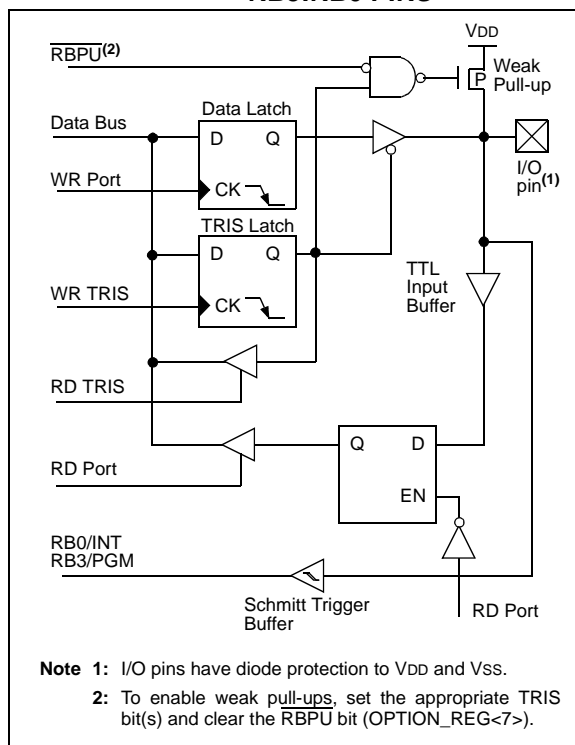 RBPU(2)
VDD
P
Weak
Pull-up
Data Latch
Data Bus
D Q
WR Port
CK
I/O
pin(1)
TRIS Latch
D Q
TTL
Input
Buffer
WR TRIS
CK
RD TRIS
Q D
RD Port
EN
RB0/INT
RB3/PGM
Schmitt Trigger
Buffer
RD Port
Note 1: I/O pins have diode protection to VDD and VSS.
2: To enable weak pull-ups, set the appropriate TRIS
bit(s) and clear the RBPU bit (OPTION_REG<7>).